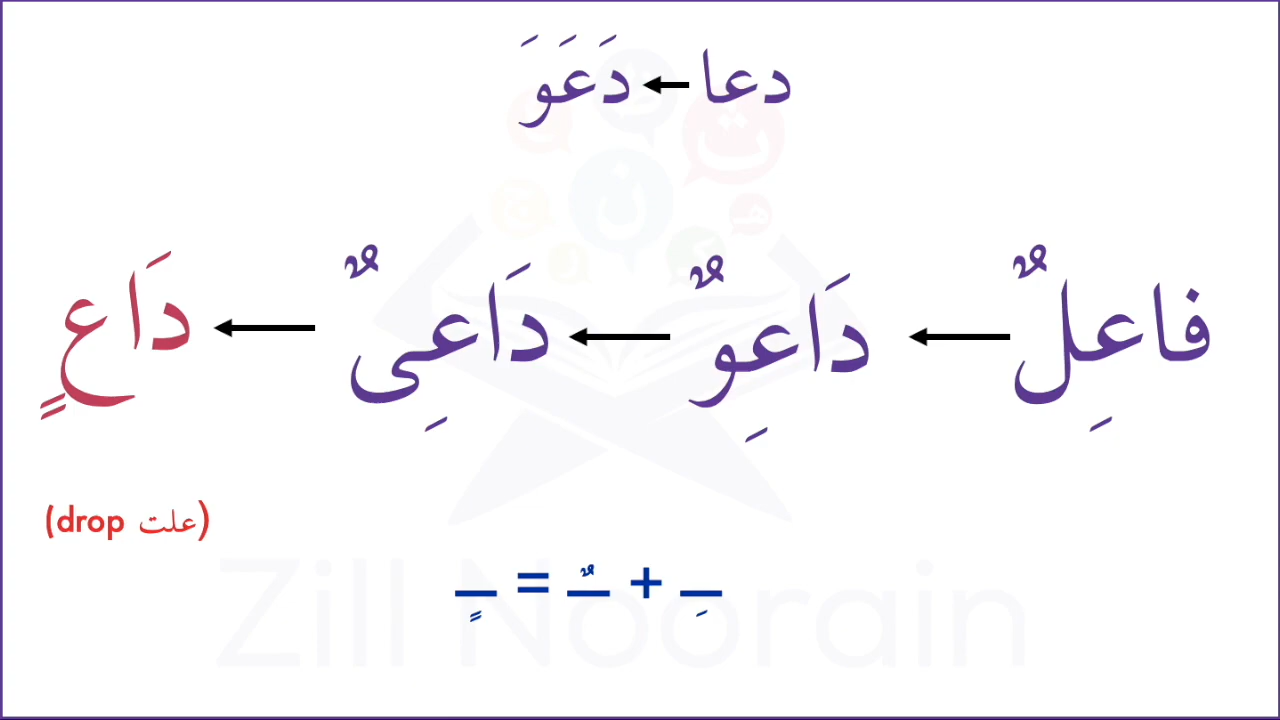 دعا ← دَعَوَ
فاعِلٌ ← دَاعِوٌ ← دَاعِىٌ ← دَاعٍ
(علت drop)
ـِ + ـٌ = ـٍ
Zill Noorain